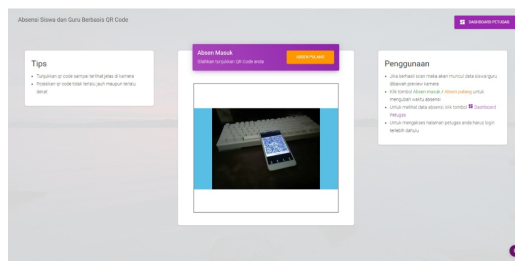 Absensi Siswa dan Guru Berbasis QR Code
DASHBOARD PETUGAS
Tips
Tunjukkan qr code sampai terlihat jelas di kamera
Posisikan qr code tidak terlalu jauh maupun terlalu
dekat
Absen Masuk
Silahkan tunjukkan QR Code anda
ABSEN PULANG
Penggunaan
Jika berhasil scan maka akan muncul data siswa/guru
dibawah preview kamera
Klik tombol Absen masuk / Absen pulang untuk
mengubah waktu absensi
Untuk melihat data absensi, klik tombol Dashboard
Petugas
Untuk mengakses halaman petugas anda harus login
terlebih dahulu